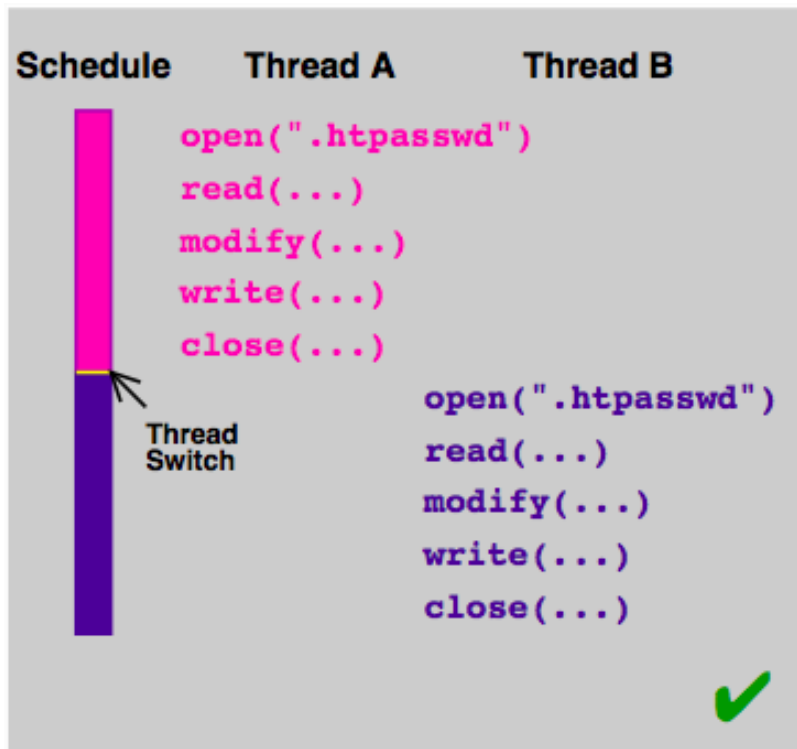 Schedule Thread A Thread B
open(".htpasswd")
read(...)
modify(...)
write(...)
close(...)
Thread
Switch
open(".htpasswd")
read(...)
modify(...)
write(...)
close(...)